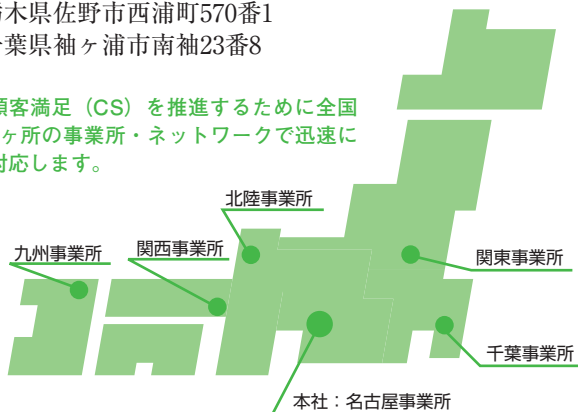 木県佐野市西浦町570番1
葉県袖ヶ浦市南袖23番8
顧客満足（CS）を推進するために全国
ヶ所の事業所・ネットワークで迅速に
対応します。
北陸事業所
九州事業所
関西事業所
関東事業所
千葉事業所
本社：名古屋事業所